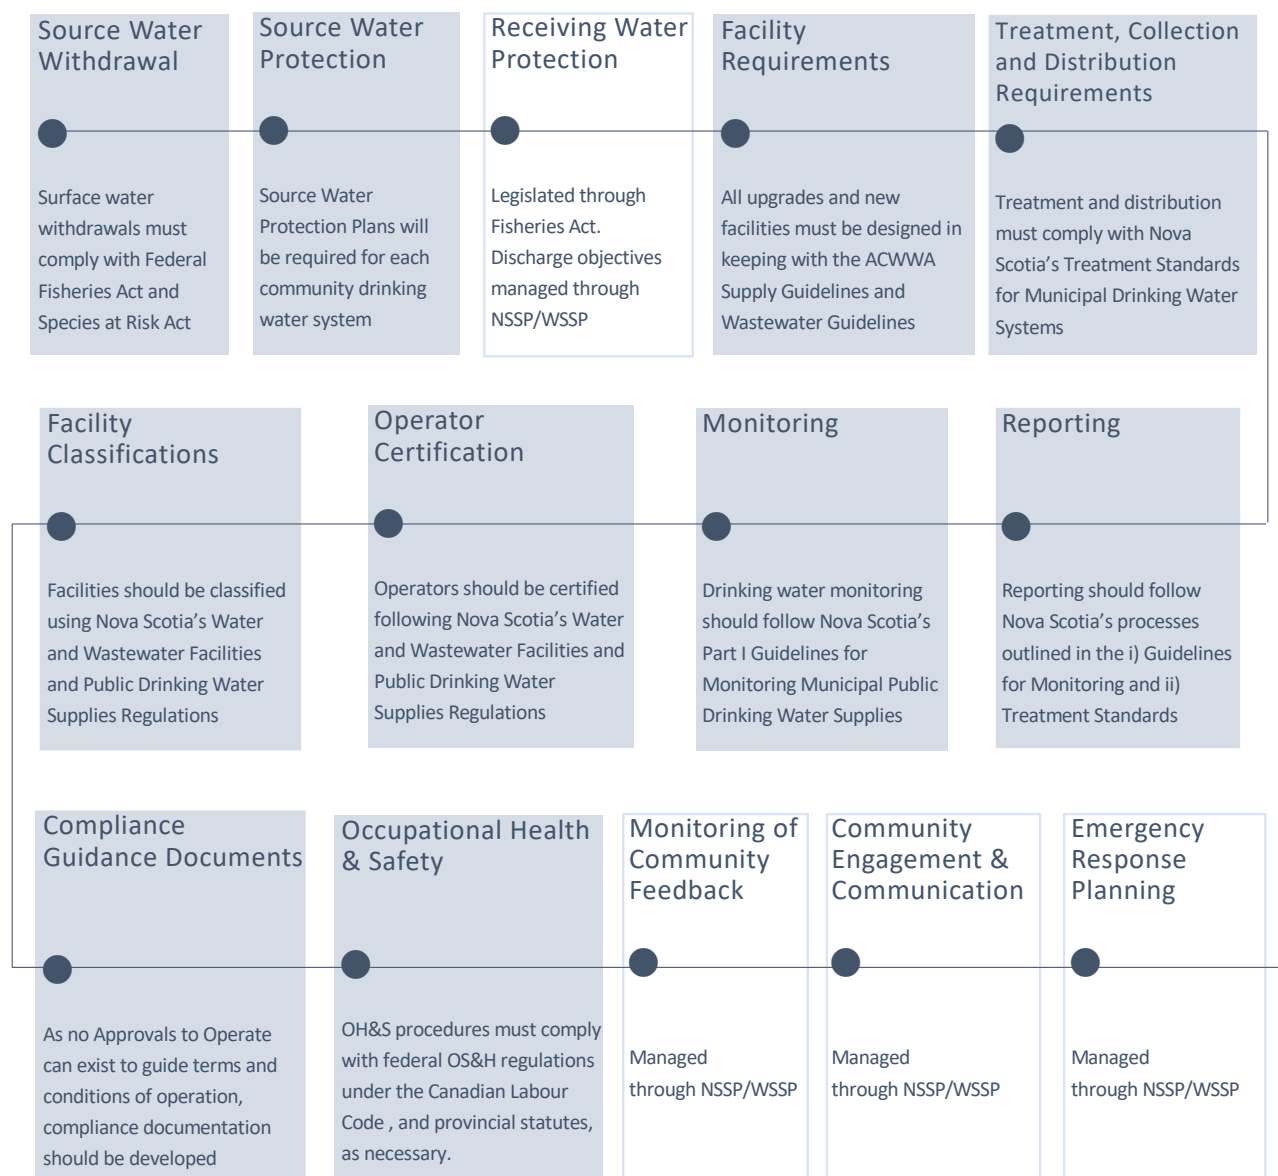 Source Water
Withdrawal
Surface water
withdrawals must
comply with Federal
Fisheries Act and
Species at Risk Act
Source Water
Protection
Source Water
Protection Plans will
be required for each
community drinking
water system
Receiving Water
Protection
Legislated through
Fisheries Act.
Discharge objectives
managed through
NSSP/WSSP
Facility
Requirements
All upgrades and new
facilities must be designed in
keeping with the ACWWA
Supply Guidelines and
Wastewater Guidelines
Treatment, Collection
and Distribution
Requirements
Treatment and distribution
must comply with Nova
Scotia’s Treatment Standards
for Municipal Drinking Water
Systems
Facility
Classifications
Facilities should be classified
using Nova Scotia’s Water
and Wastewater Facilities
and Public Drinking Water
Supplies Regulations
Operator
Certification
Operators should be certified
following Nova Scotia’s Water
and Wastewater Facilities and
Public Drinking Water
Supplies Regulations
Monitoring
Drinking water monitoring
should follow Nova Scotia’s
Part I Guidelines for
Monitoring Municipal Public
Drinking Water Supplies
Reporting
Reporting should follow
Nova Scotia’s processes
outlined in the i) Guidelines
for Monitoring and ii)
Treatment Standards
Compliance
Guidance Documents
As no Approvals to Operate
can exist to guide terms and
conditions of operation,
compliance documentation
should be developed
Occupational Health
& Safety
OH&S procedures must comply
with federal OS&H regulations
under the Canadian Labour
Code , and provincial statutes,
as necessary.
Monitoring of
Community
Feedback
Managed
through NSSP/WSSP
Community
Engagement &
Communication
Managed
through NSSP/WSSP
Emergency
Response
Planning
Managed
through NSSP/WSSP